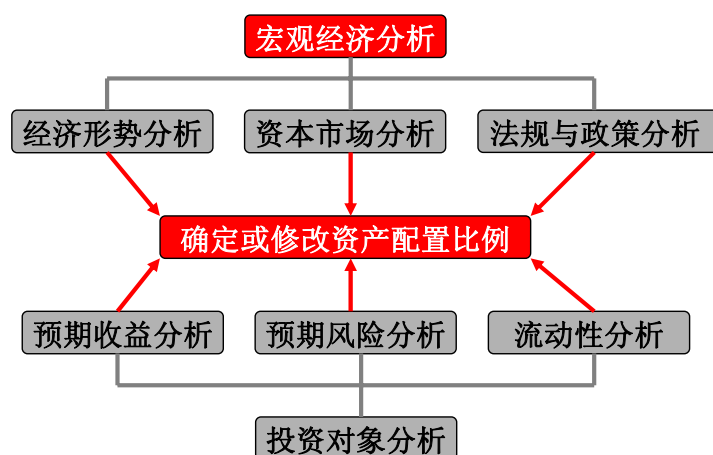 宏观经济分析
经济形势分析
资本市场分析
法规与政策分析
确定或修改资产配置比例
预期收益分析
预期风险分析
流动性分析
投资对象分析